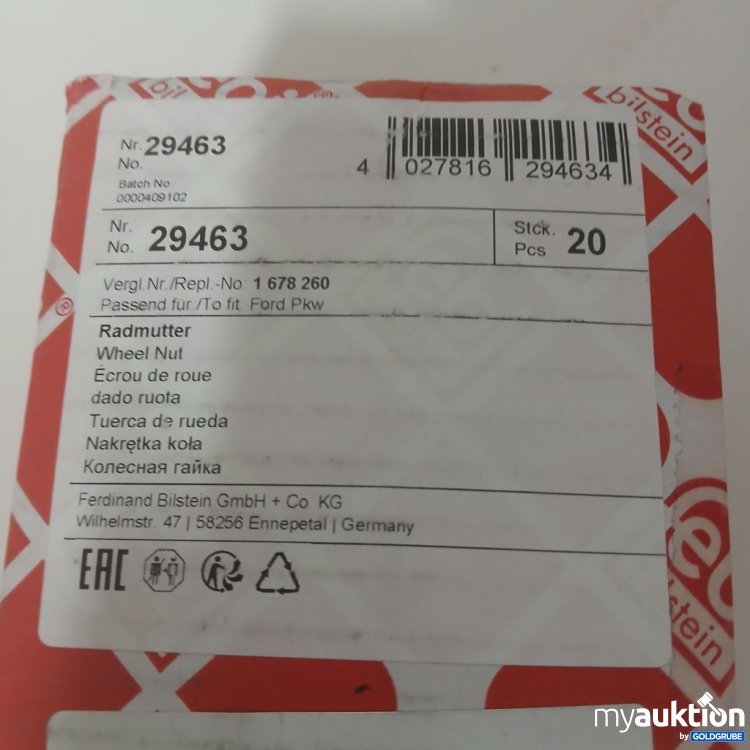 bilstein
Nr. 29463
No.
Batch No
0000409102
4 027816 294634
Nr.
No. 29463
Stck.
Pcs 20
Vergl.Nr./Repl.-No 1 678 260
Passend für /To fit Ford Pkw
Radmutter
Wheel Nut
Écrou de roue
dado ruota
Tuerca de rueda
Nakrętka koła
Колесная гайка
Ferdinand Bilstein GmbH + Co KG
Wilhelmstr. 47 | 58256 Ennepetal | Germany
EAC
bilstein
myauktion
by GOLDGRUBE